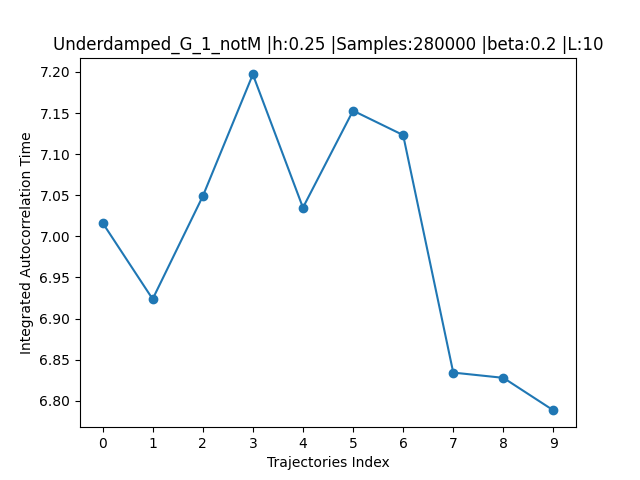 Underdamped_G_1_notM |h:0.25 |Samples:280000 |beta:0.2 |L:10
Integrated Autocorrelation Time
7.20
7.15
7.10
7.05
7.00
6.95
6.90
6.85
6.80
0 1 2 3 4 5 6 7 8 9
Trajectories Index